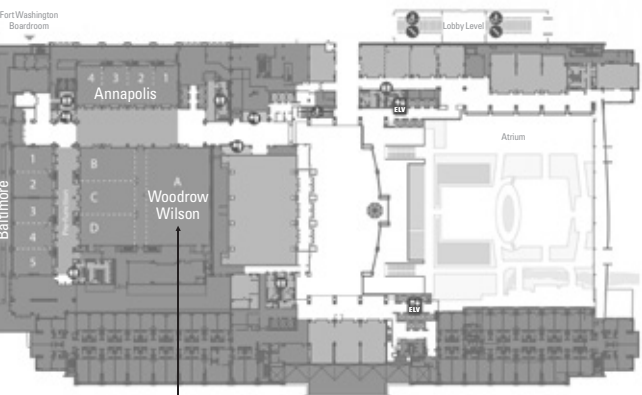 Fort Washington
Boardroom
Lobby Level
4 3 2 1
Annapolis
ELV
Atrium
1
2
3
4
5
Baltimore
Prefunction
B
C
D
A
Woodrow
Wilson
ELV